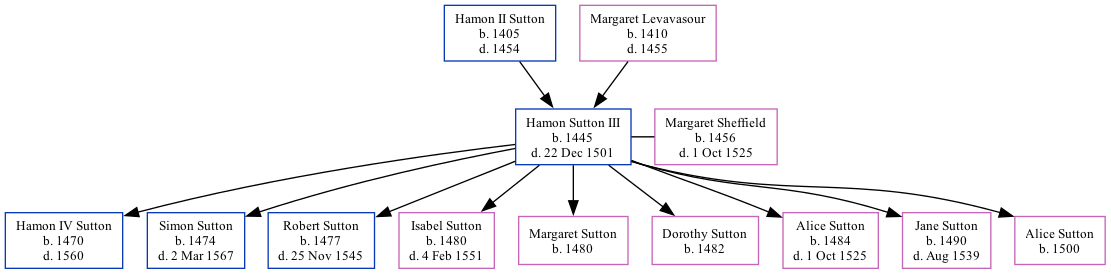 Hamon II Sutton
b. 1405
d. 1454
Margaret Levavasour
b. 1410
d. 1455
Hamon Sutton III
b. 1445
d. 22 Dec 1501
Margaret Sheffield
b. 1456
d. 1 Oct 1525
Hamon IV Sutton
b. 1470
d. 1560
Simon Sutton
b. 1474
d. 2 Mar 1567
Robert Sutton
b. 1477
d. 25 Nov 1545
Isabel Sutton
b. 1480
d. 4 Feb 1551
Margaret Sutton
b. 1480
Dorothy Sutton
b. 1482
Alice Sutton
b. 1484
d. 1 Oct 1525
Jane Sutton
b. 1490
d. Aug 1539
Alice Sutton
b. 1500